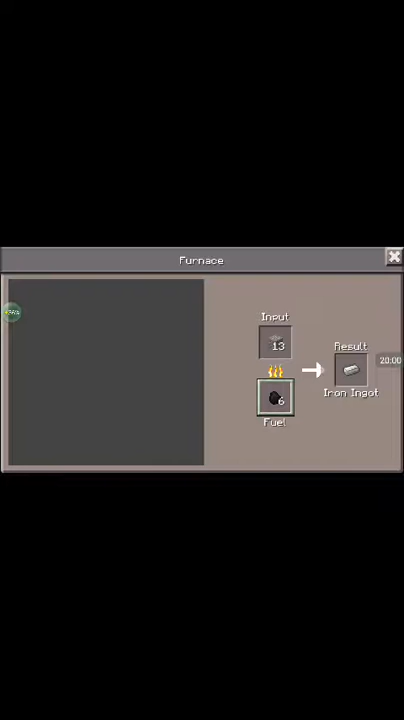 Furnace
Input
13
Result
20:00
6
Iron Ingot
Fuel